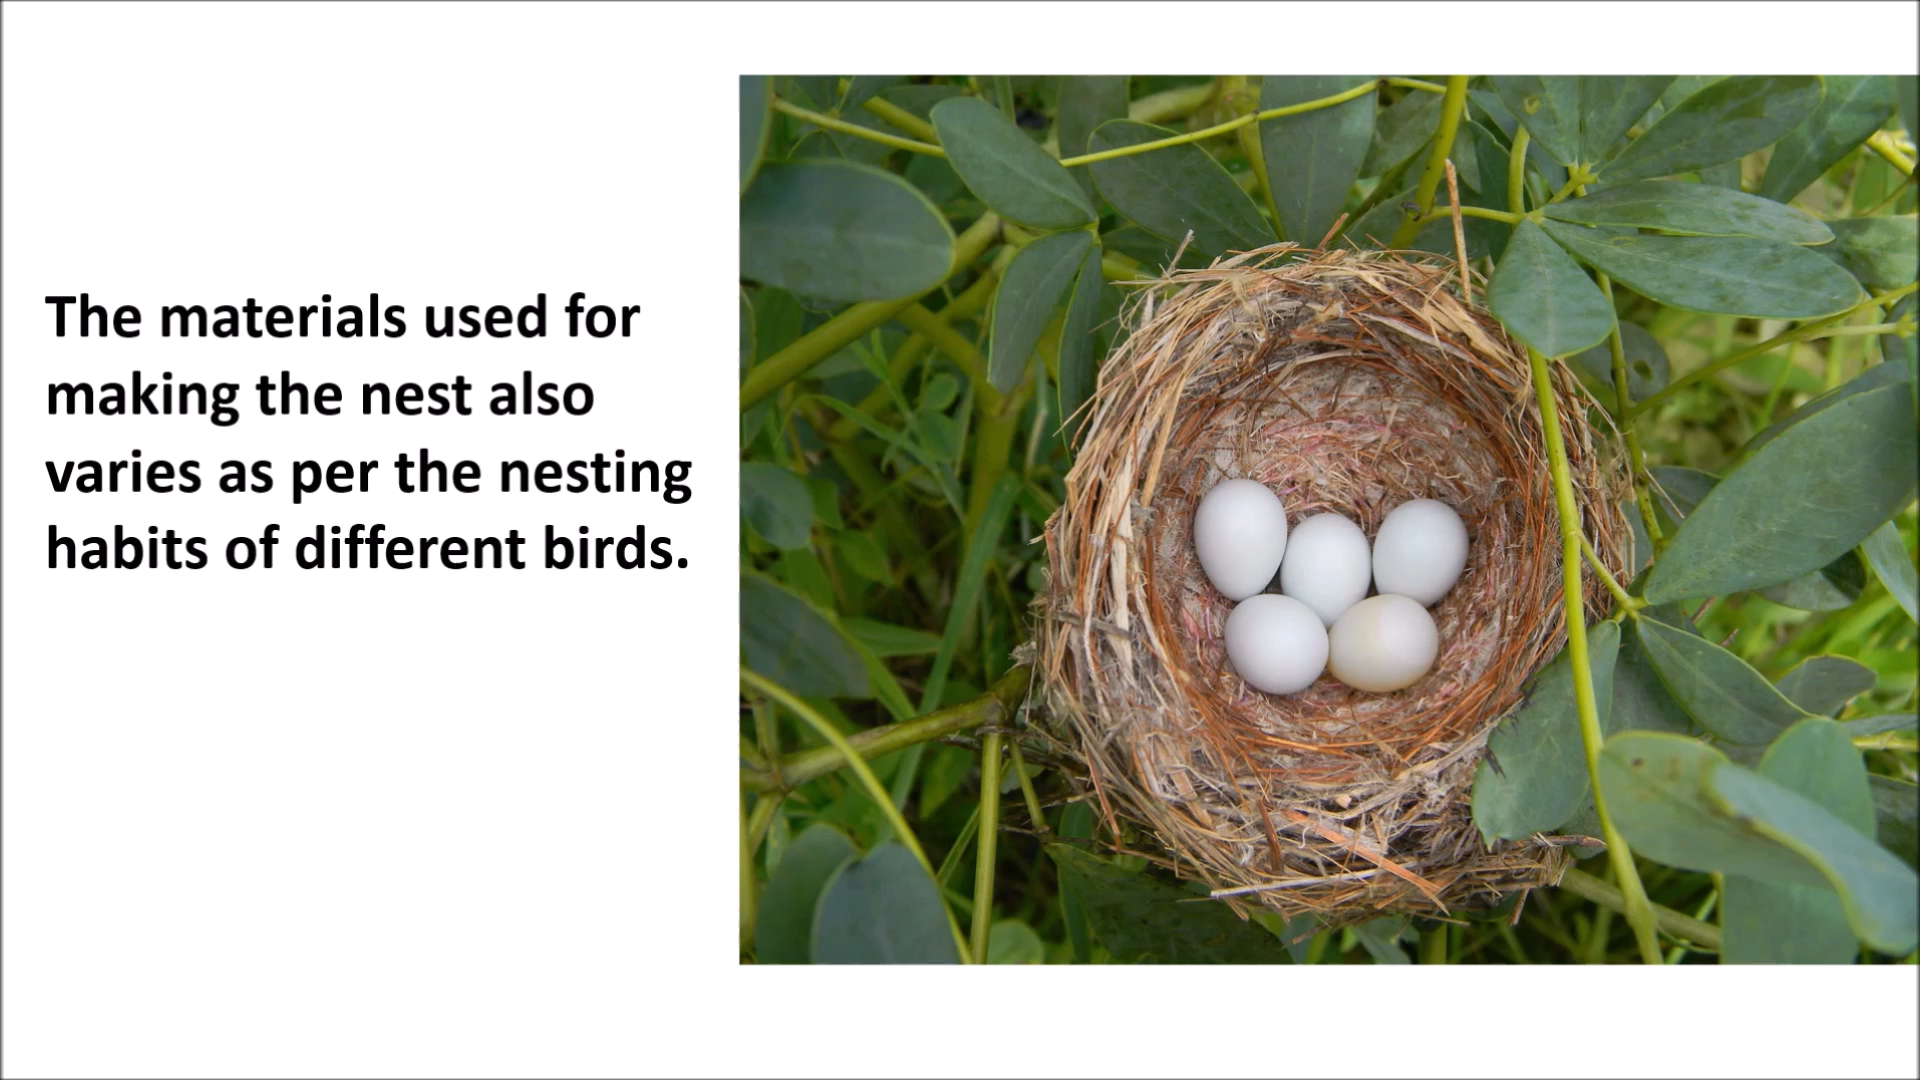 The materials used for
making the nest also
varies as per the nesting
habits of different birds.